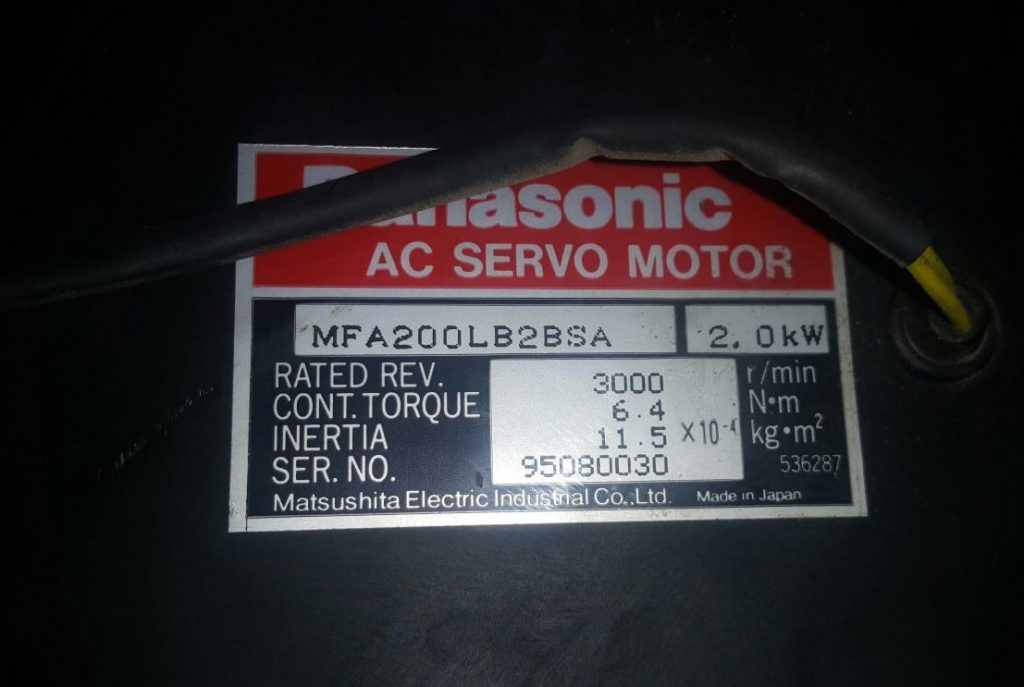 Panasonic
AC SERVO MOTOR
MFA200LB2BSA 2.0kW
RATED REV. 3000 r/min
CONT. TORQUE 6.4 N•m
INERTIA 11.5 ×10⁻⁴ kg•m²
SER. NO. 95080030 536287
Matsushita Electric Industrial Co.,Ltd. Made in Japan